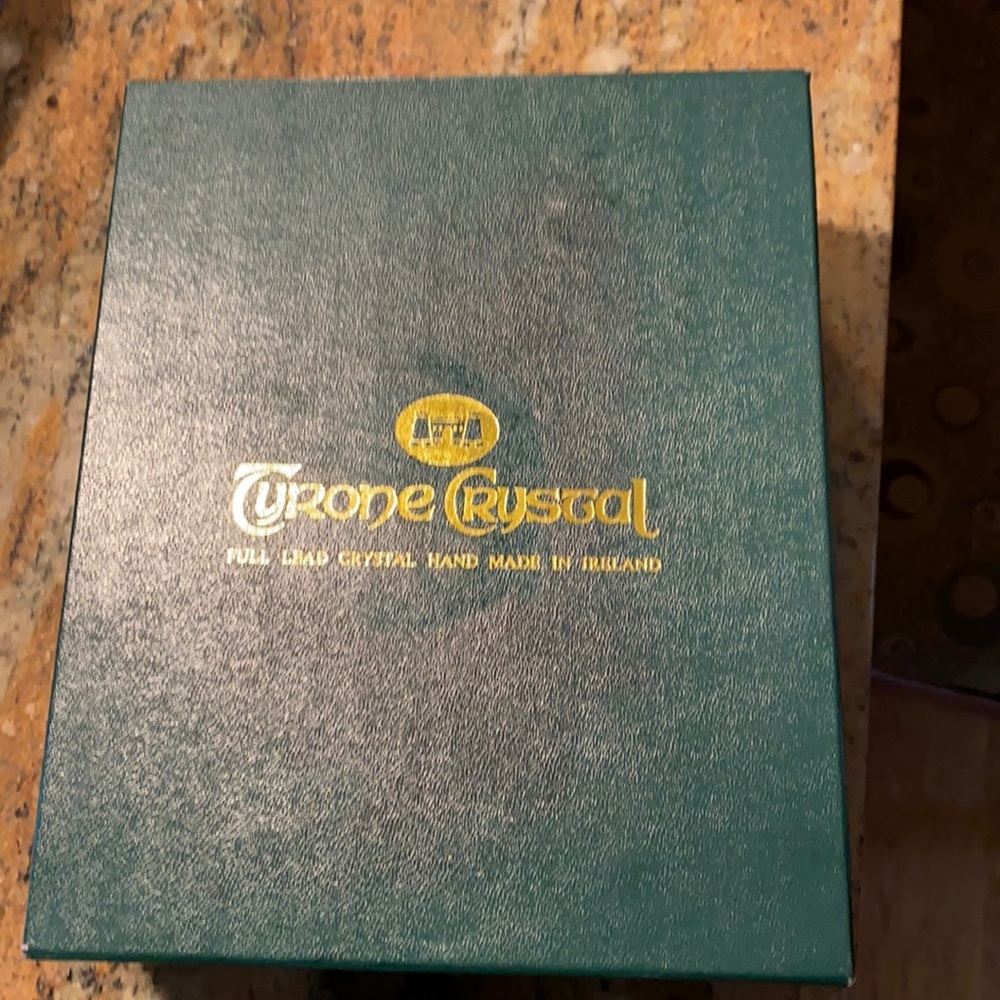 Tyrone Crystal
FULL LEAD CRYSTAL HAND MADE IN IRELAND